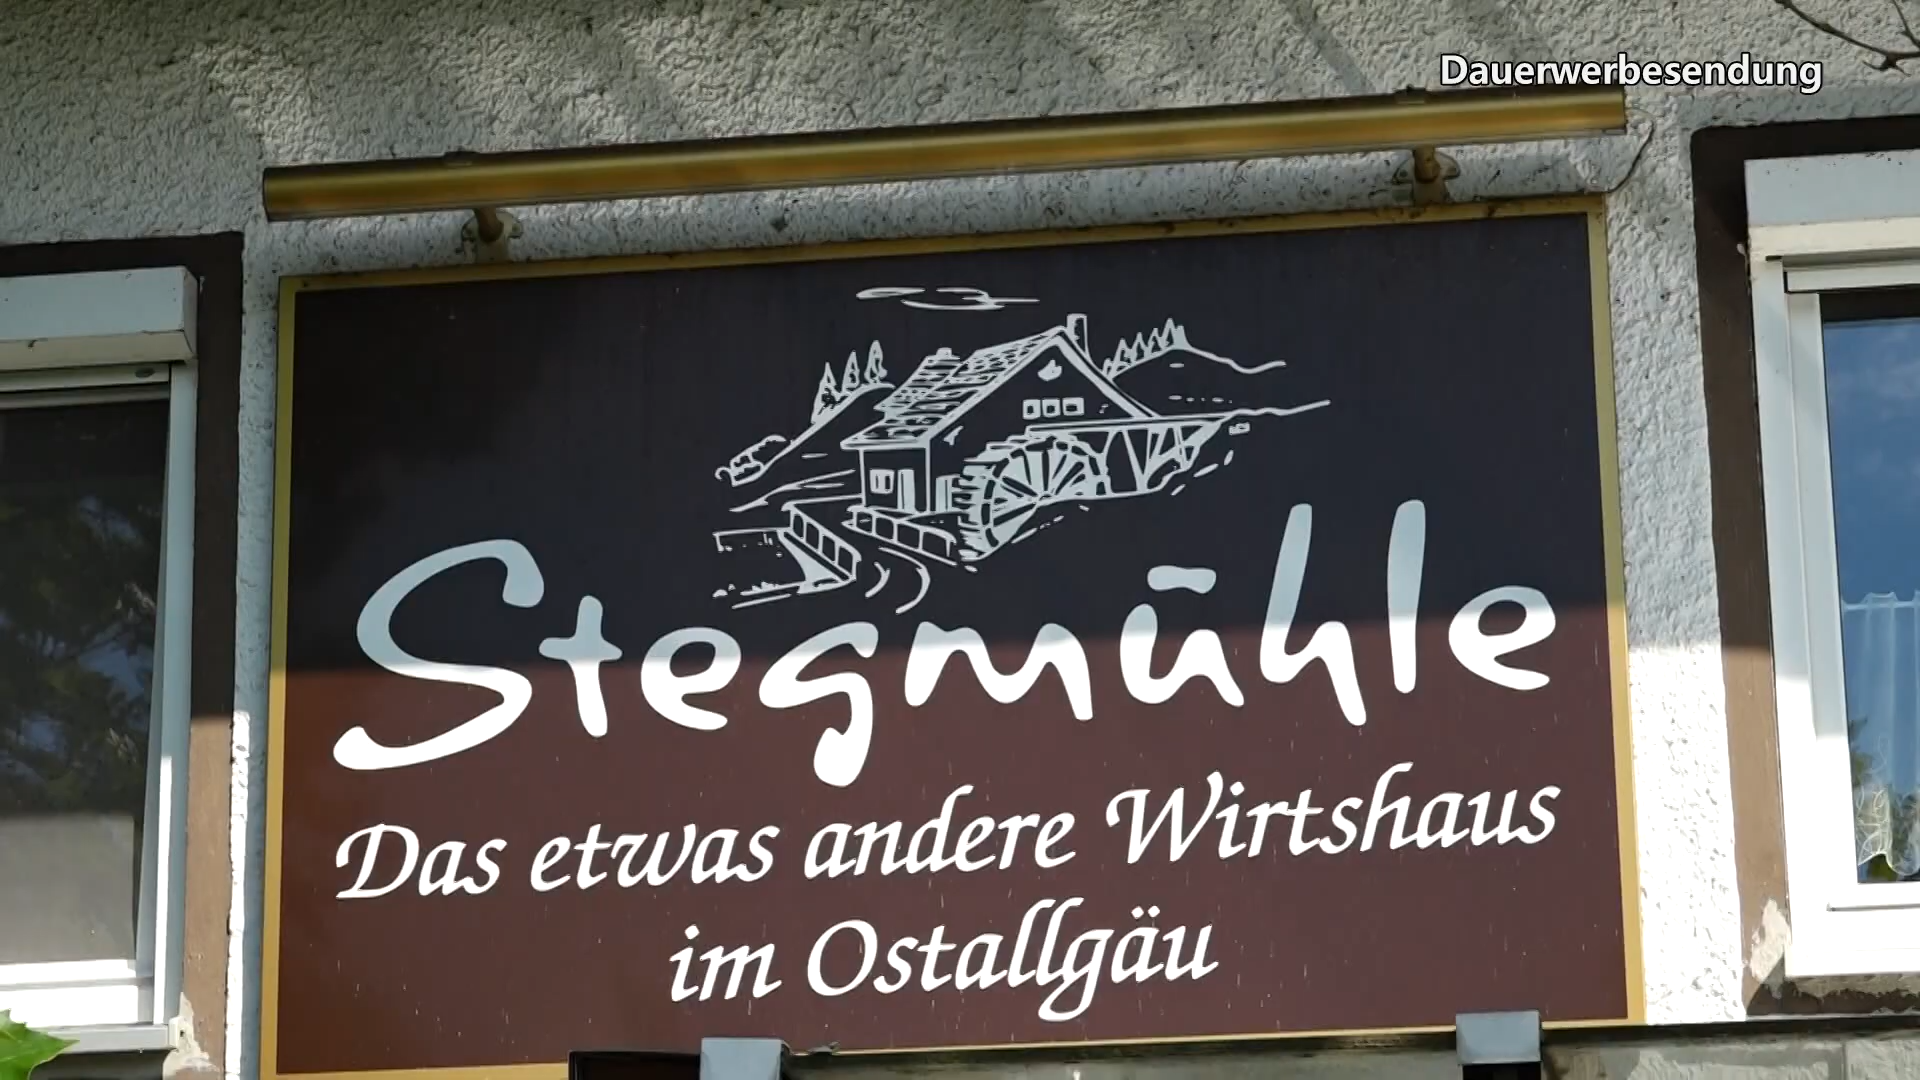 Dauerwerbesendung
Stegmühle
Das etwas andere Wirtshaus
im Ostallgäu